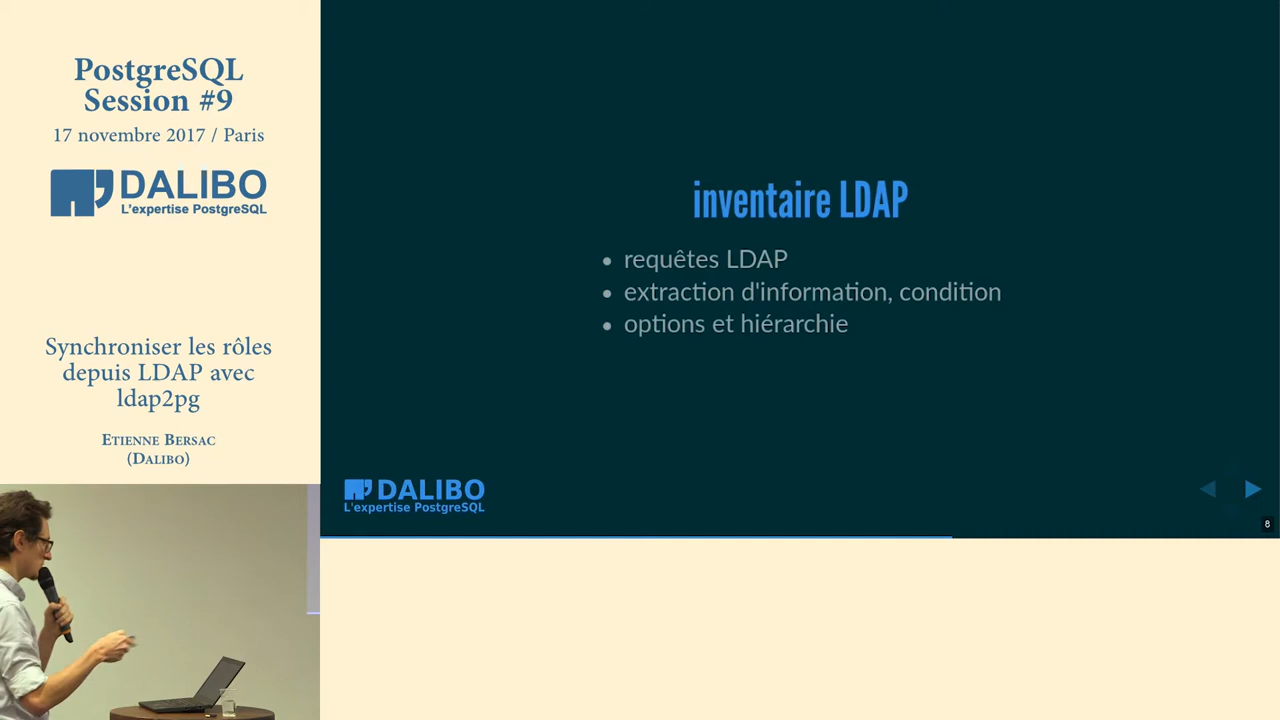 PostgreSQL
Session #9
17 novembre 2017 / Paris
DALIBO
L'expertise PostgreSQL
Synchroniser les rôles
depuis LDAP avec
ldap2pg
Etienne Bersac
(Dalibo)
inventaire LDAP
requêtes LDAP
extraction d'information, condition
options et hiérarchie
DALIBO
L'expertise PostgreSQL
8